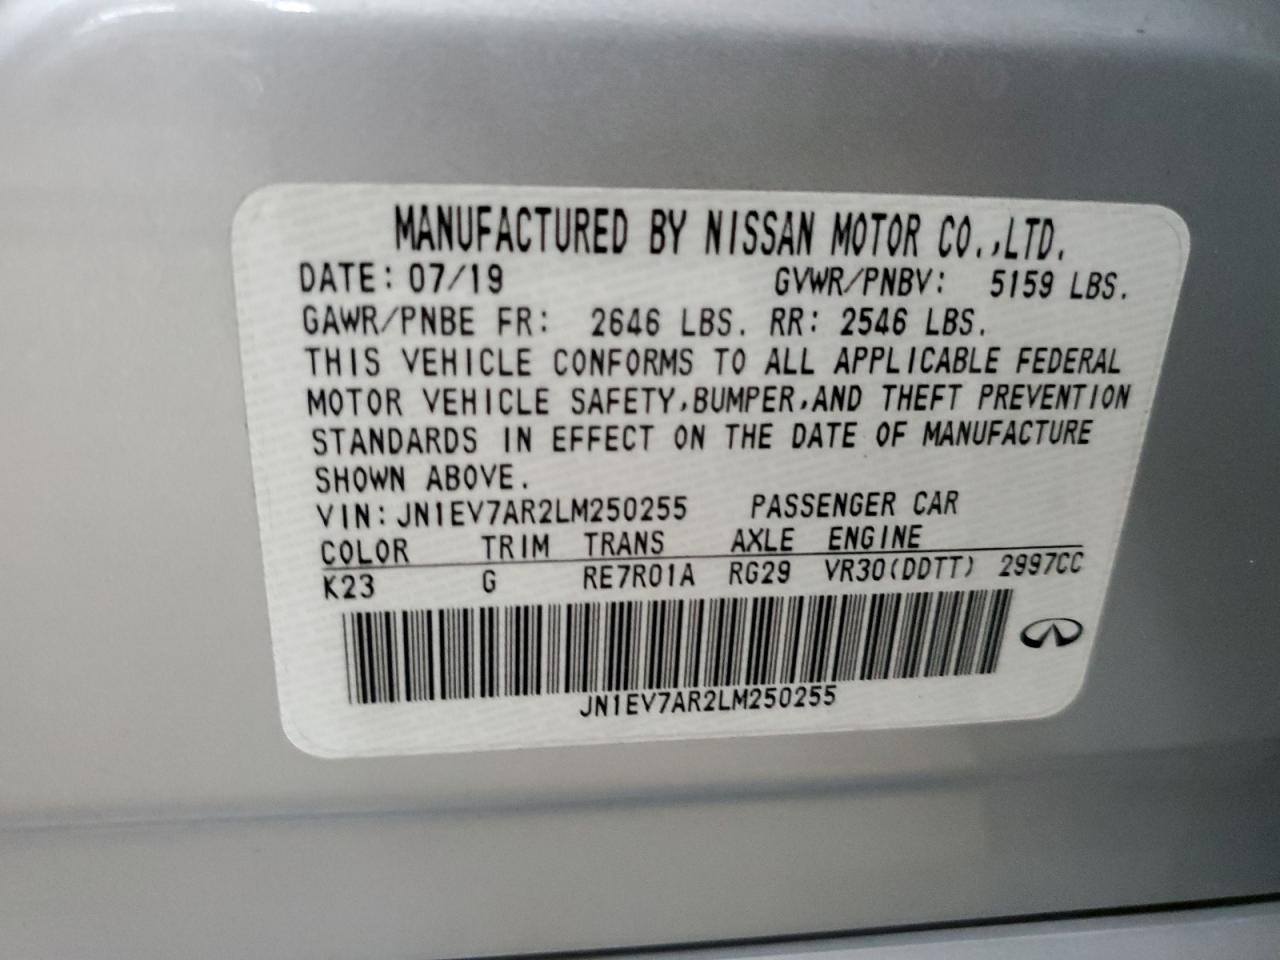 MANUFACTURED BY NISSAN MOTOR CO.,LTD.
DATE: 07/19 GVWR/PNBV: 5159 LBS.
GAWR/PNBE FR: 2646 LBS. RR: 2546 LBS.
THIS VEHICLE CONFORMS TO ALL APPLICABLE FEDERAL
MOTOR VEHICLE SAFETY,BUMPER,AND THEFT PREVENTION
STANDARDS IN EFFECT ON THE DATE OF MANUFACTURE
SHOWN ABOVE.
VIN: JN1EV7AR2LM250255 PASSENGER CAR
COLOR TRIM TRANS AXLE ENGINE
K23 G RE7R01A RG29 VR30(DDTT) 2997CC
JN1EV7AR2LM250255